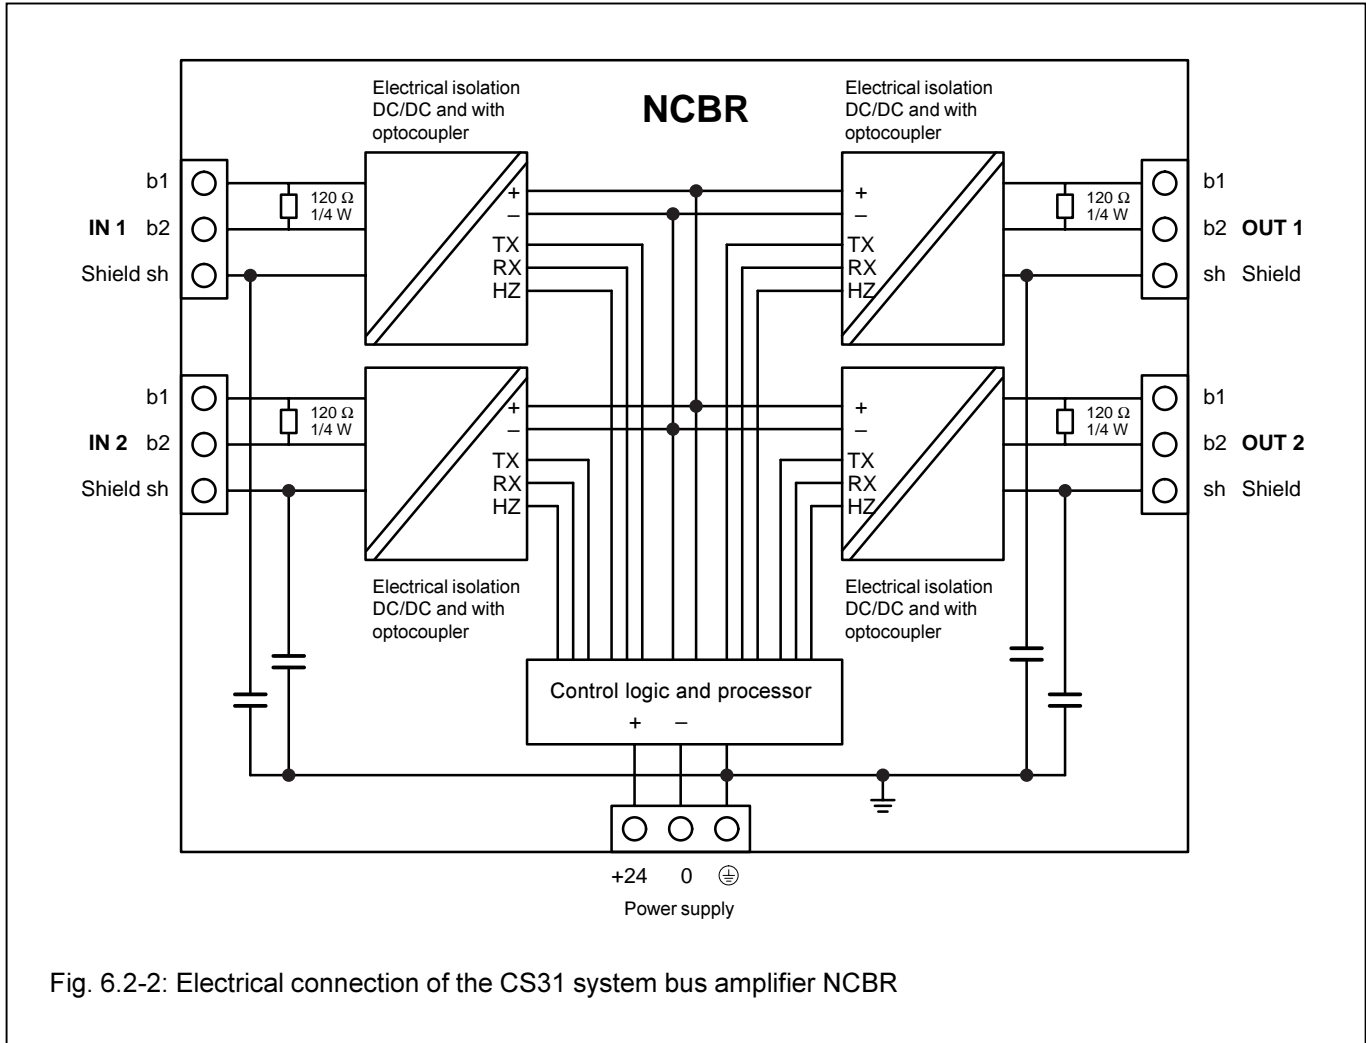 Electrical isolation
DC/DC and with
optocoupler
NCBR
Electrical isolation
DC/DC and with
optocoupler
b1
120 Ω
1/4 W
IN 1 b2
Shield sh
+
–
TX
RX
HZ
+
–
TX
RX
HZ
120 Ω
1/4 W
b1
b2 OUT 1
sh Shield
b1
120 Ω
1/4 W
IN 2 b2
Shield sh
+
–
TX
RX
HZ
+
–
TX
RX
HZ
120 Ω
1/4 W
b1
b2 OUT 2
sh Shield
Electrical isolation
DC/DC and with
optocoupler
Electrical isolation
DC/DC and with
optocoupler
Control logic and processor
+ –
+24 0
Power supply
Fig. 6.2-2: Electrical connection of the CS31 system bus amplifier NCBR